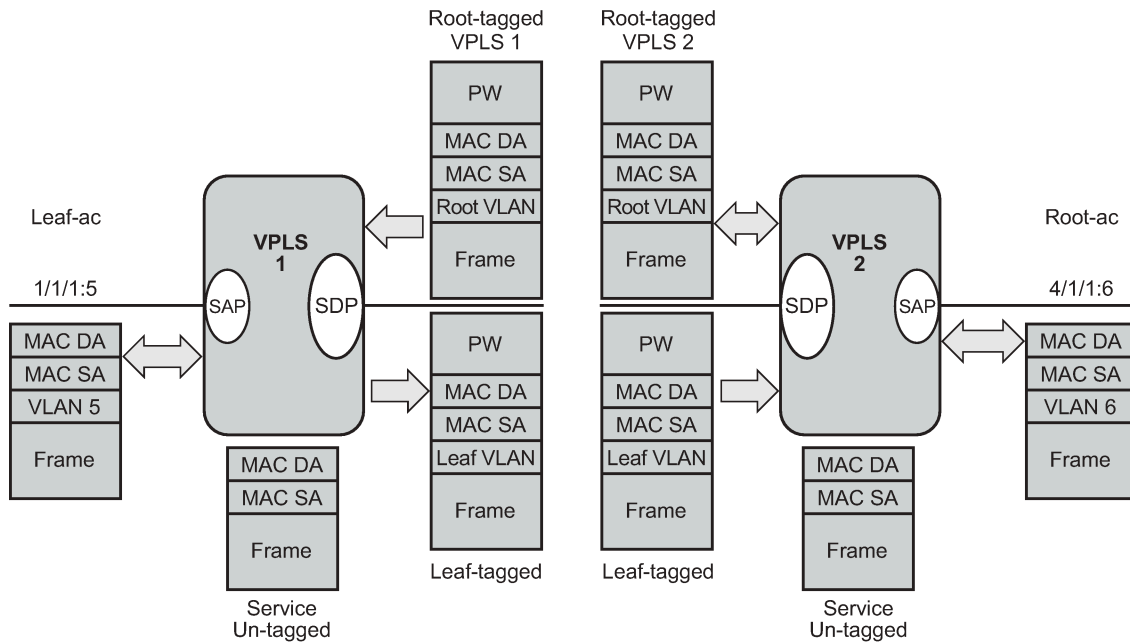 Root-tagged
VPLS 1
Root-tagged
VPLS 2
PW
MAC DA
MAC SA
Root VLAN
Frame
PW
MAC DA
MAC SA
Root VLAN
Frame
Leaf-ac
VPLS
1
VPLS
2
Root-ac
1/1/1:5
SAP
SDP
SDP
SAP
4/1/1:6
MAC DA
MAC SA
VLAN 5
Frame
PW
MAC DA
MAC SA
Leaf VLAN
Frame
PW
MAC DA
MAC SA
Leaf VLAN
Frame
MAC DA
MAC SA
VLAN 6
Frame
MAC DA
MAC SA
Frame
MAC DA
MAC SA
Frame
Leaf-tagged
Leaf-tagged
Service
Un-tagged
Service
Un-tagged